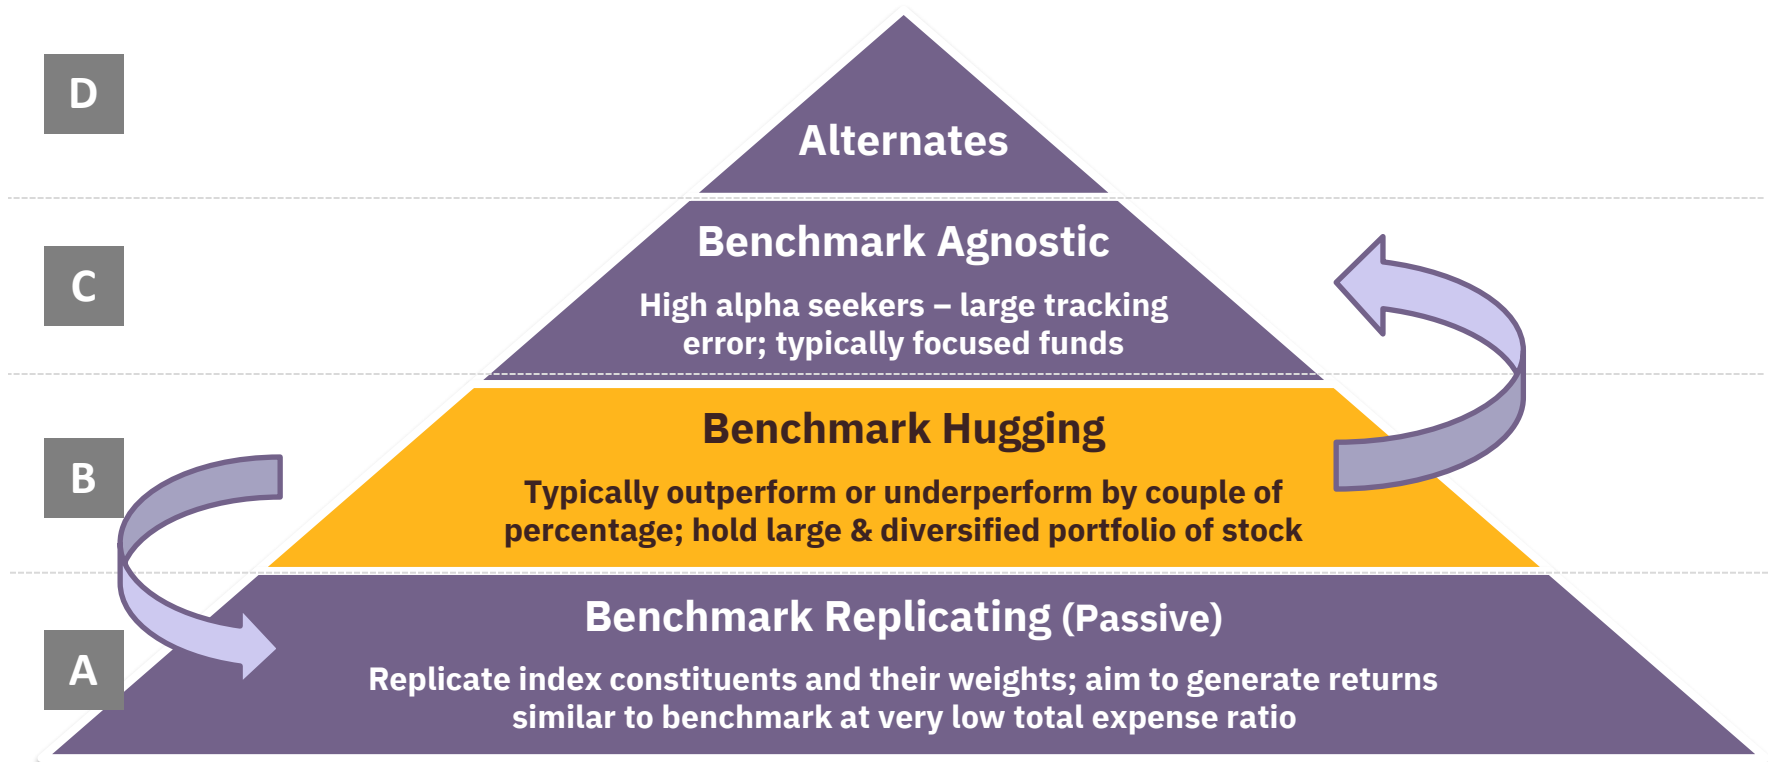 D
Alternates
C
Benchmark Agnostic
High alpha seekers – large tracking
error; typically focused funds
B
Benchmark Hugging
Typically outperform or underperform by couple of
percentage; hold large & diversified portfolio of stock
A
Benchmark Replicating (Passive)
Replicate index constituents and their weights; aim to generate returns
similar to benchmark at very low total expense ratio